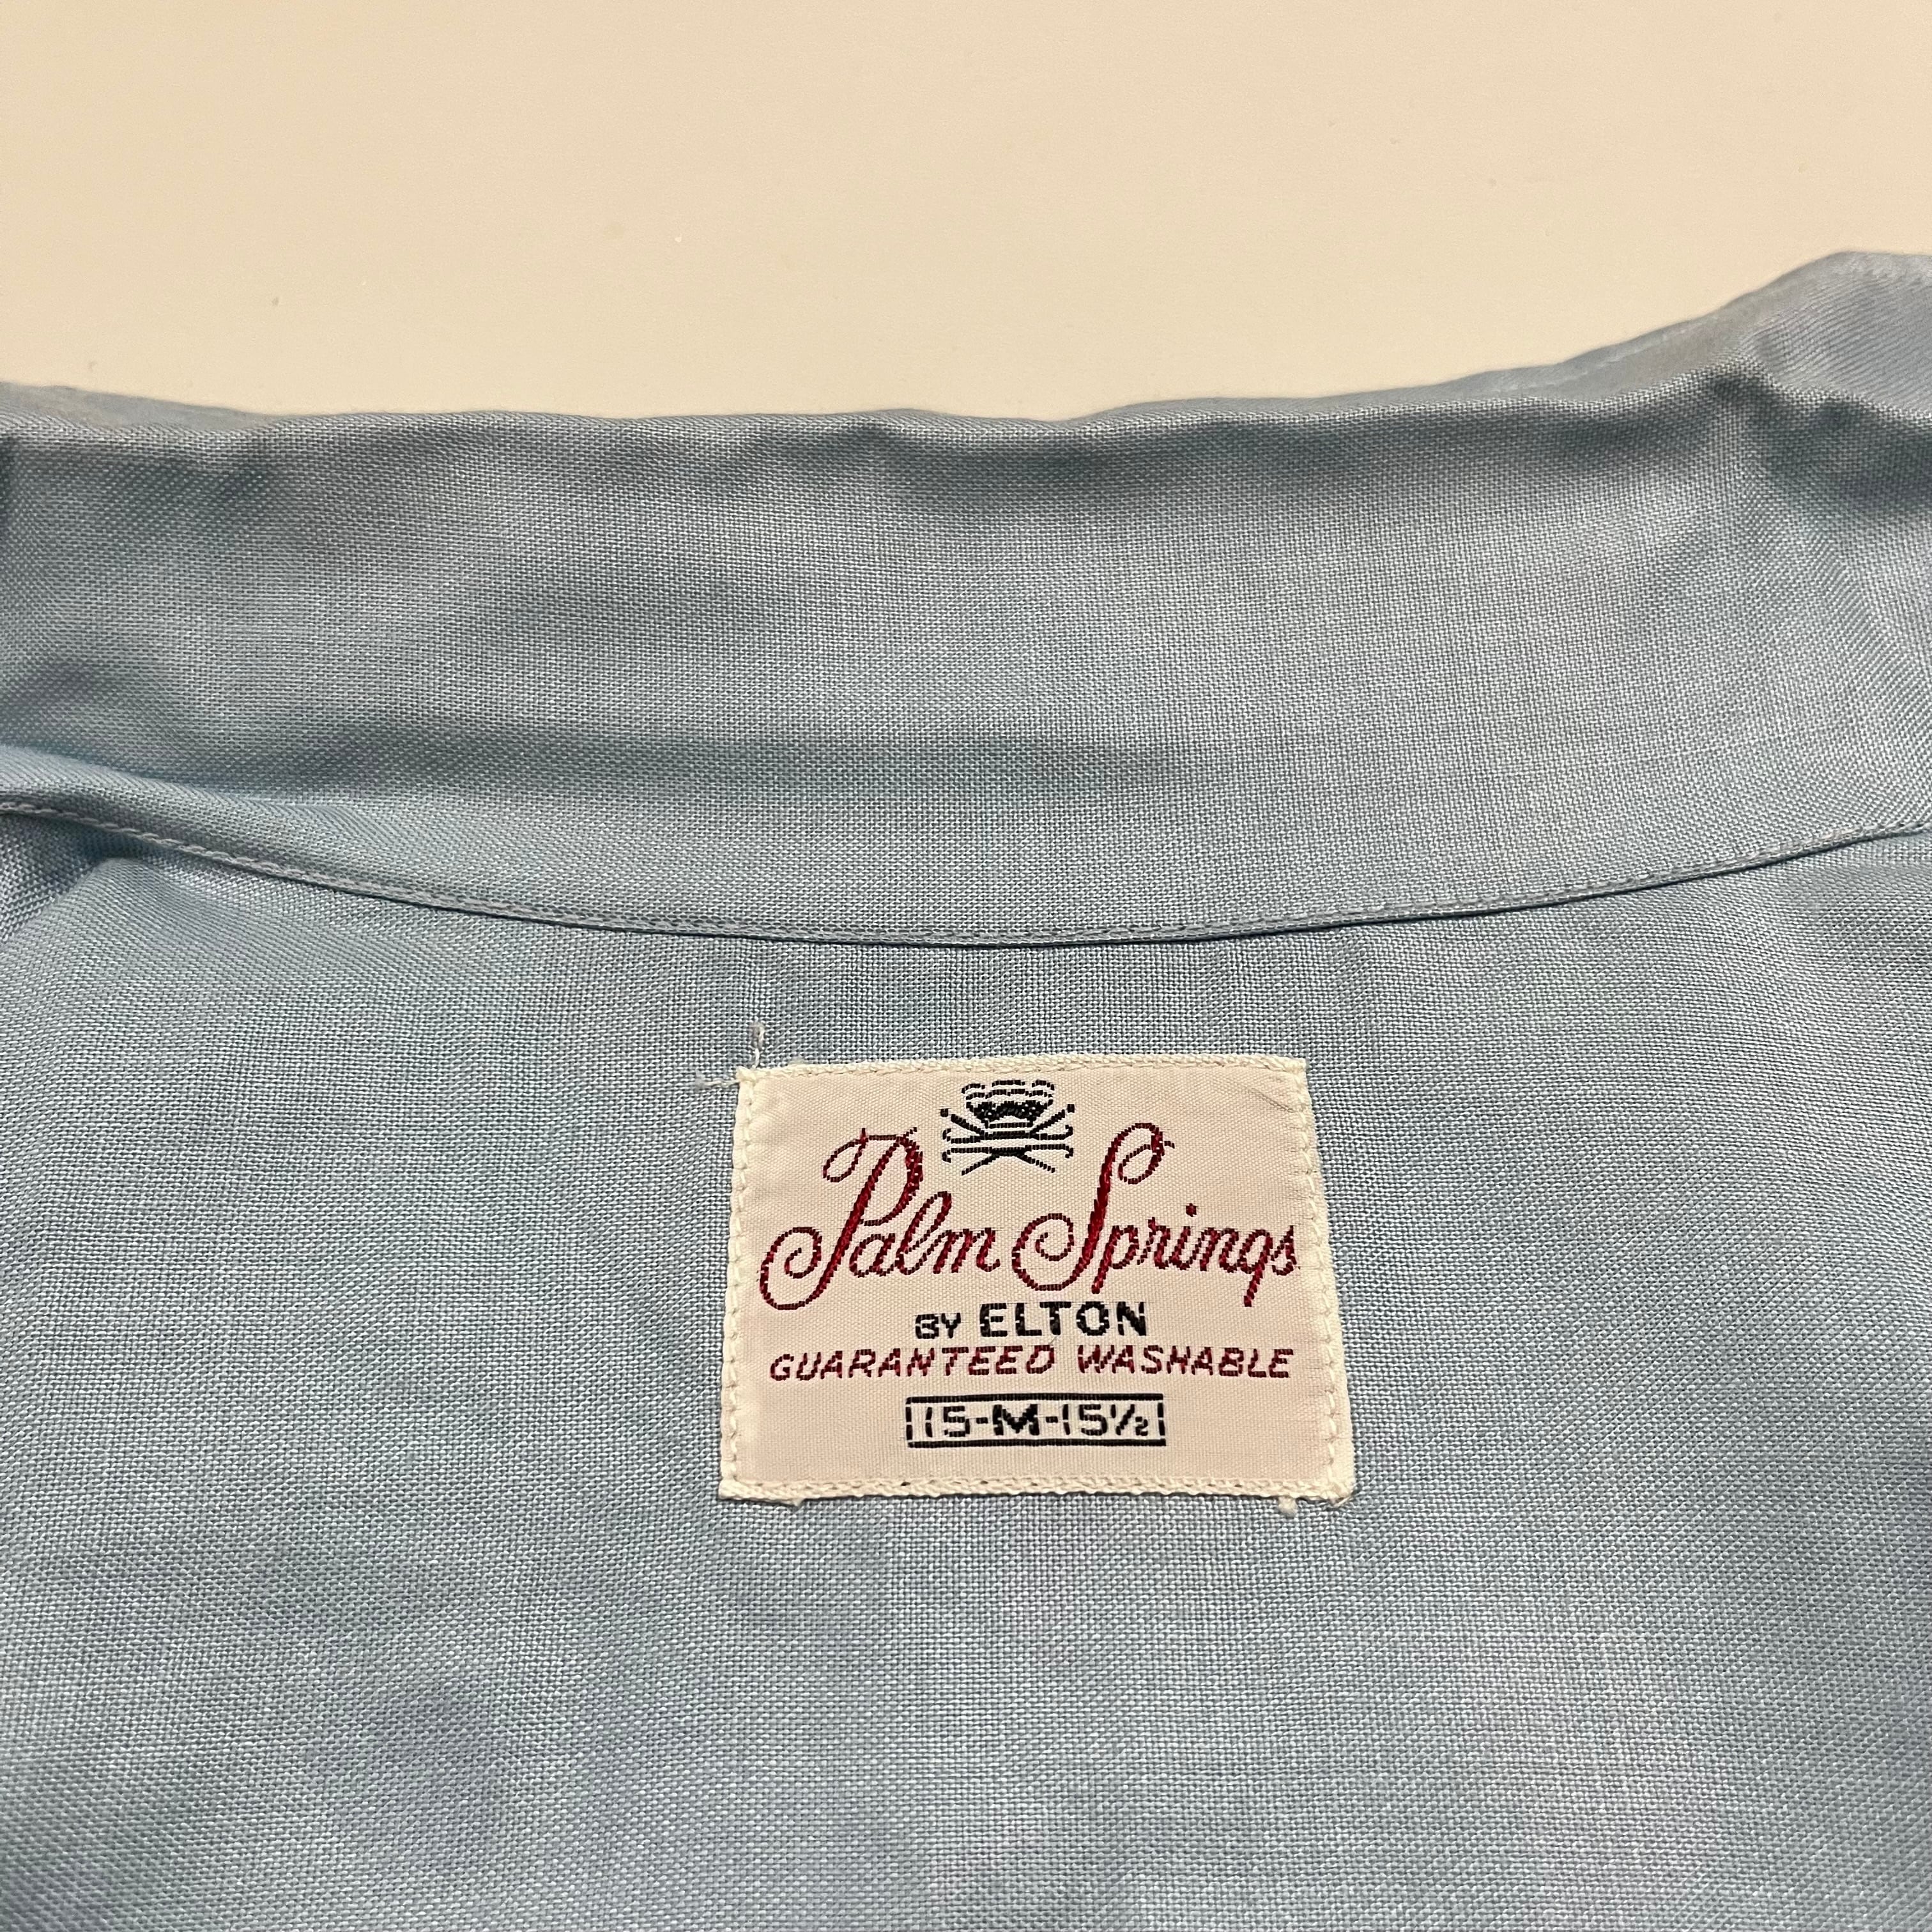 Palm Springs
BY ELTON
GUARANTEED WASHABLE
15-M-15½